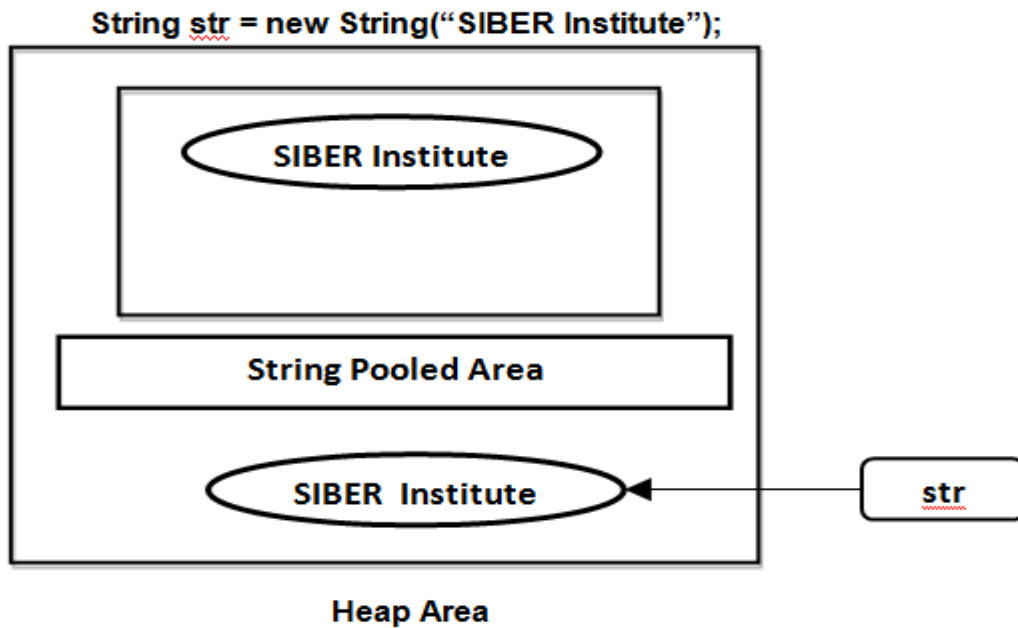 String str = new String(“SIBER Institute”);
SIBER Institute
String Pooled Area
SIBER Institute
str
Heap Area